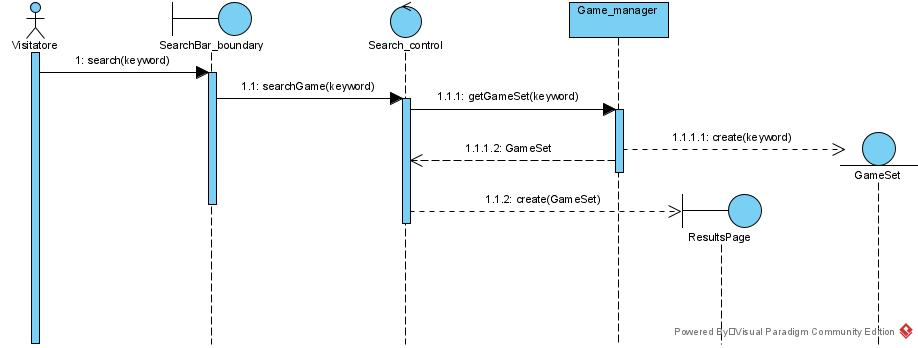 Game_manager
Visitatore
SearchBar_boundary
Search_control
1: search(keyword)
1.1: searchGame(keyword)
1.1.1: getGameSet(keyword)
1.1.1.1: create(keyword)
1.1.1.2: GameSet
GameSet
1.1.2: create(GameSet)
ResultsPage
Powered By Visual Paradigm Community Edition